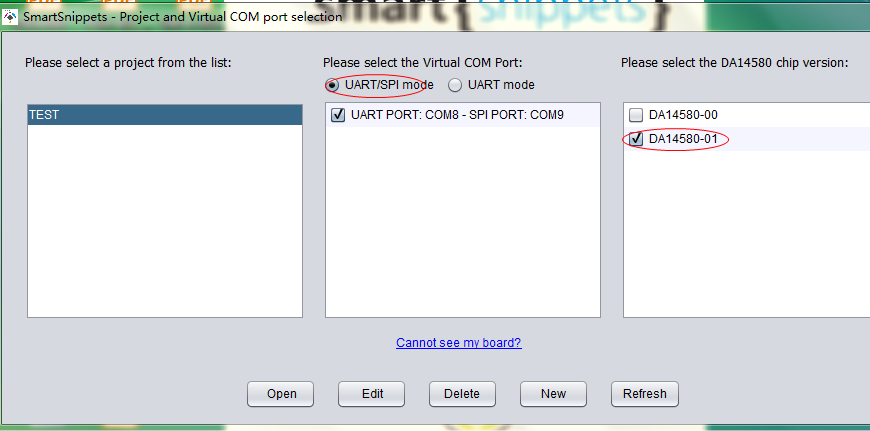 SmartSnippets - Project and Virtual COM port selection
Please select a project from the list:
TEST
Please select the Virtual COM Port:
UART/SPI mode
UART mode
UART PORT: COM8 - SPI PORT: COM9
Please select the DA14580 chip version:
DA14580-00
DA14580-01
Cannot see my board?
Open
Edit
Delete
New
Refresh